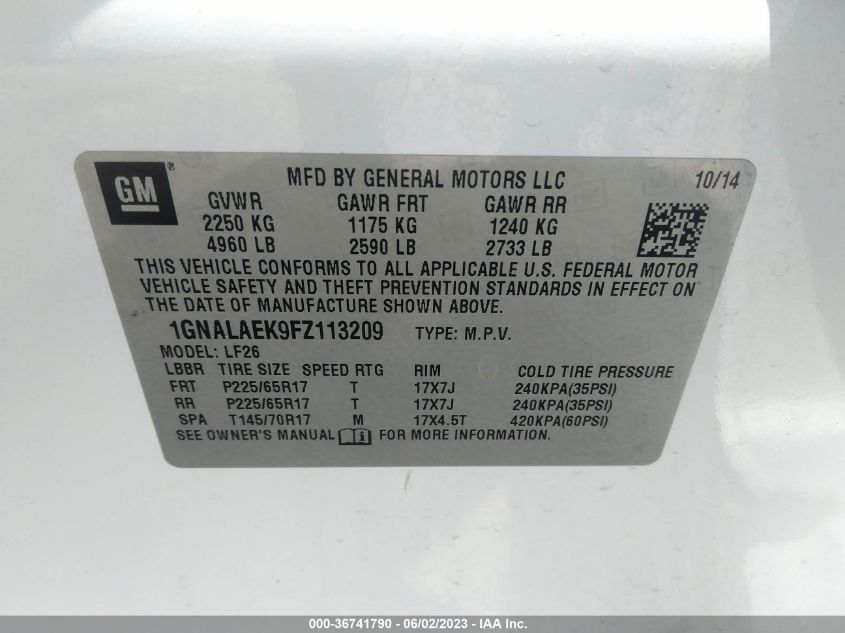 GM ®
MFD BY GENERAL MOTORS LLC 10/14
GVWR GAWR FRT GAWR RR
2250 KG 1175 KG 1240 KG
4960 LB 2590 LB 2733 LB
THIS VEHICLE CONFORMS TO ALL APPLICABLE U.S. FEDERAL MOTOR
VEHICLE SAFETY AND THEFT PREVENTION STANDARDS IN EFFECT ON
THE DATE OF MANUFACTURE SHOWN ABOVE.
1GNALAEK9FZ113209 TYPE: M.P.V.
MODEL: LF26
LBBR TIRE SIZE SPEED RTG RIM COLD TIRE PRESSURE
FRT P225/65R17 T 17X7J 240KPA(35PSI)
RR P225/65R17 T 17X7J 240KPA(35PSI)
SPA T145/70R17 M 17X4.5T 420KPA(60PSI)
SEE OWNER'S MANUAL FOR MORE INFORMATION.
000-36741790 - 06/02/2023 - IAA Inc.